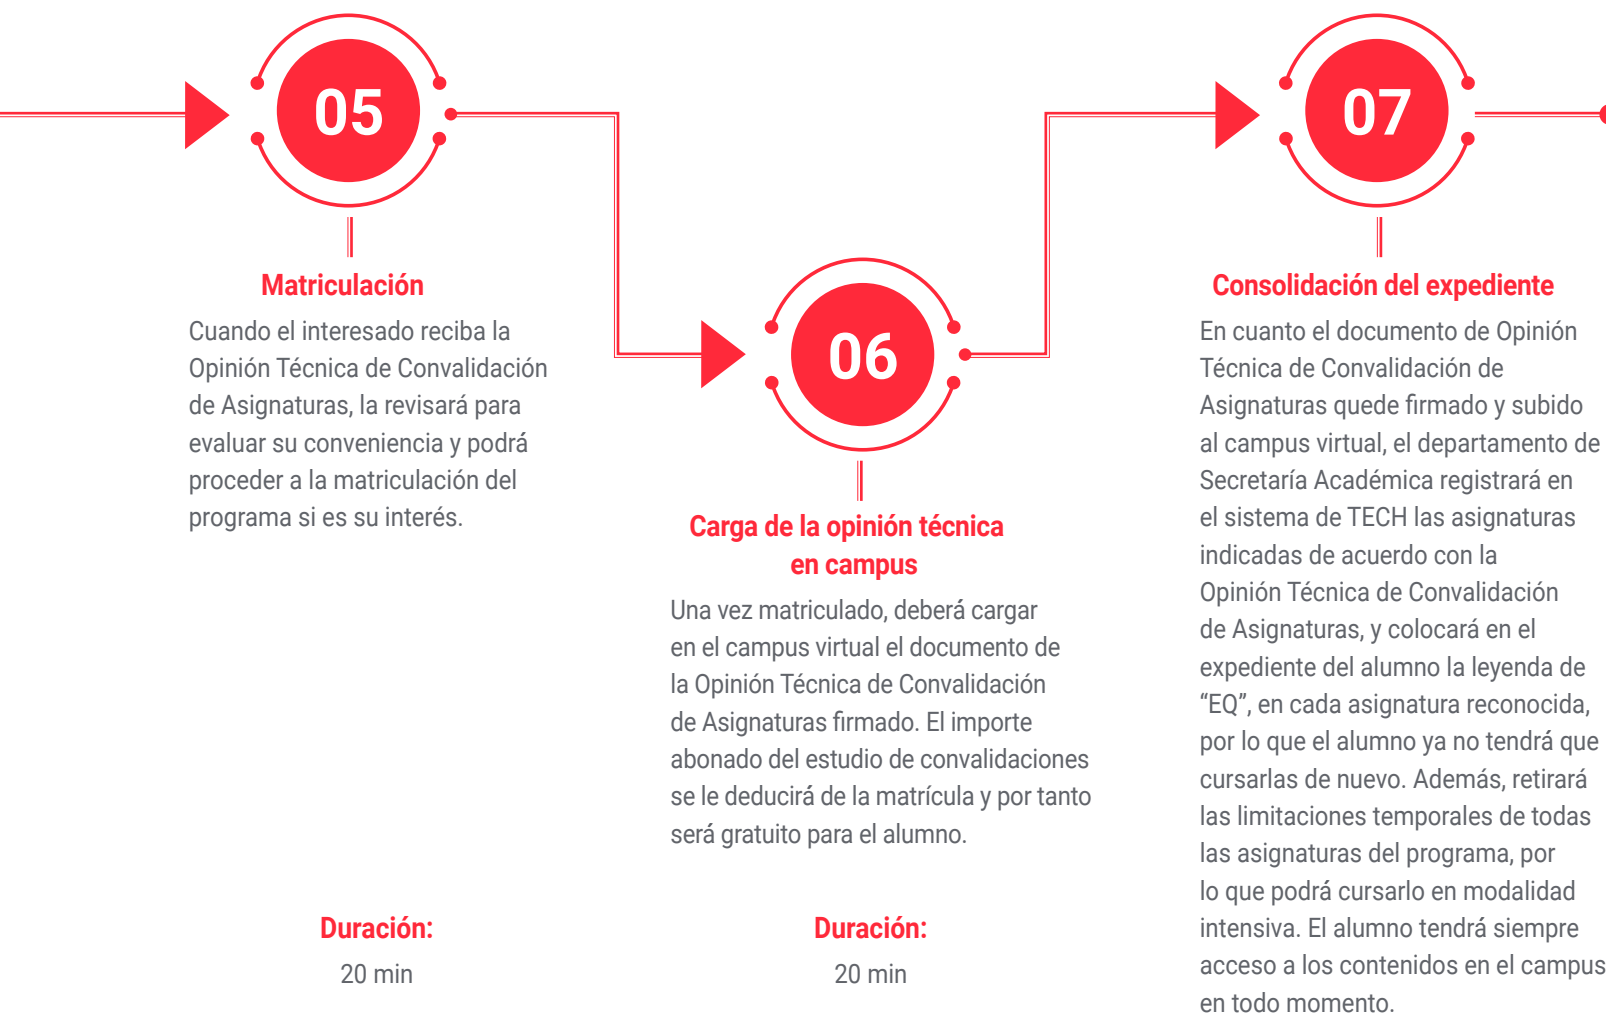 05
Matriculación
Cuando el interesado reciba la
Opinión Técnica de Convalidación
de Asignaturas, la revisará para
evaluar su conveniencia y podrá
proceder a la matriculación del
programa si es su interés.
Duración:
20 min
06
Carga de la opinión técnica
en campus
Una vez matriculado, deberá cargar
en el campus virtual el documento de
la Opinión Técnica de Convalidación
de Asignaturas firmado. El importe
abonado del estudio de convalidaciones
se le deducirá de la matrícula y por tanto
será gratuito para el alumno.
Duración:
20 min
07
Consolidación del expediente
En cuanto el documento de Opinión
Técnica de Convalidación de
Asignaturas quede firmado y subido
al campus virtual, el departamento de
Secretaría Académica registrará en
el sistema de TECH las asignaturas
indicadas de acuerdo con la
Opinión Técnica de Convalidación
de Asignaturas, y colocará en el
expediente del alumno la leyenda de
“EQ”, en cada asignatura reconocida,
por lo que el alumno ya no tendrá que
cursarlas de nuevo. Además, retirará
las limitaciones temporales de todas
las asignaturas del programa, por
lo que podrá cursarlo en modalidad
intensiva. El alumno tendrá siempre
acceso a los contenidos en el campus
en todo momento.